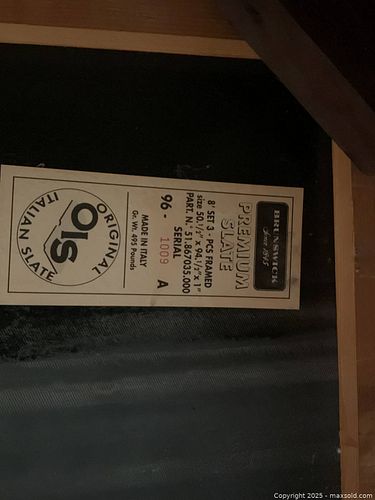 BRUNSWICK
Since 1845
PREMIUM
SLATE
8' SET 3 - PCS FRAMED
size 50.½" x 94.½" x 1"
PART. N.° 51.867035.000
SERIAL
96 - 1009 A
MADE IN ITALY
Gr. Wt. 495 Pounds
ORIGINAL
OIS
ITALIAN SLATE
Copyright 2025 - maxsold.com